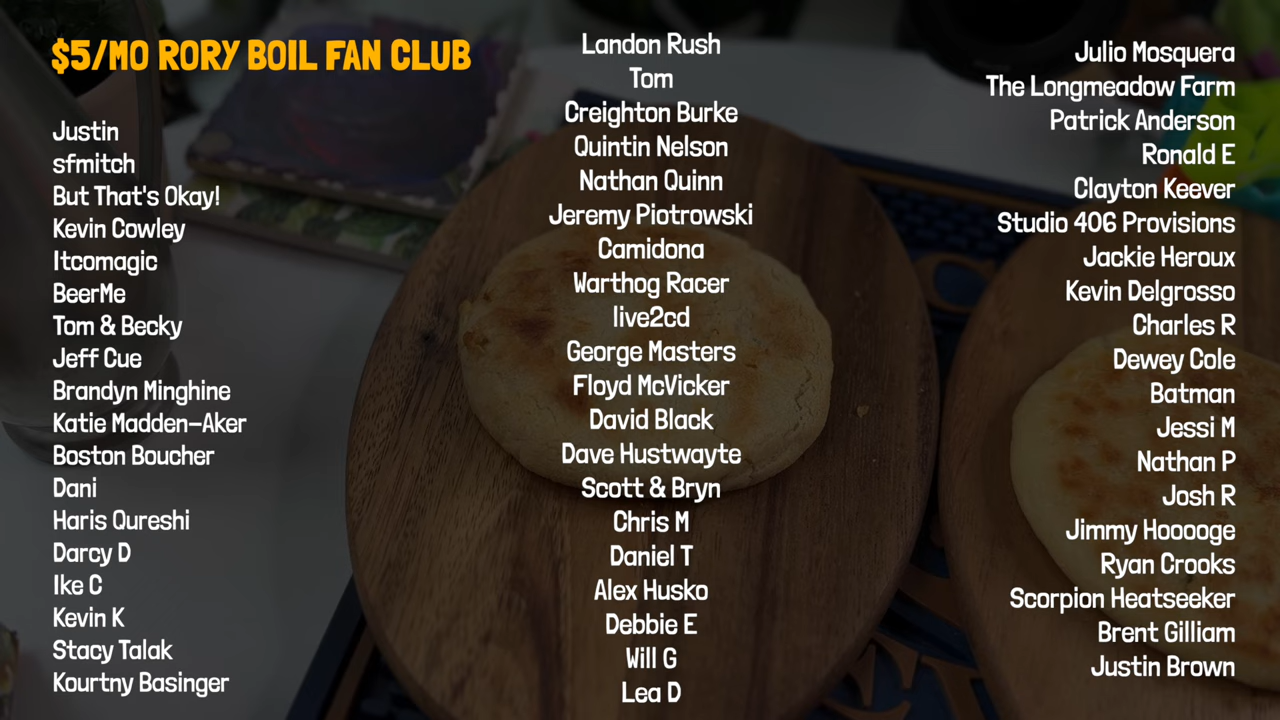 $5/MO RORY BOIL FAN CLUB
Justin
sfmitch
But That's Okay!
Kevin Cowley
Itcomagic
BeerMe
Tom & Becky
Jeff Cue
Brandyn Minghine
Katie Madden-Aker
Boston Boucher
Dani
Haris Qureshi
Darcy D
Ike C
Kevin K
Stacy Talak
Kourtny Basinger
Landon Rush
Tom
Creighton Burke
Quintin Nelson
Nathan Quinn
Jeremy Piotrowski
Camidona
Warthog Racer
live2cd
George Masters
Floyd McVicker
David Black
Dave Hustwayte
Scott & Bryn
Chris M
Daniel T
Alex Husko
Debbie E
Will G
Lea D
Julio Mosquera
The Longmeadow Farm
Patrick Anderson
Ronald E
Clayton Keever
Studio 406 Provisions
Jackie Heroux
Kevin Delgrosso
Charles R
Dewey Cole
Batman
Jessi M
Nathan P
Josh R
Jimmy Hooooge
Ryan Crooks
Scorpion Heatseeker
Brent Gilliam
Justin Brown